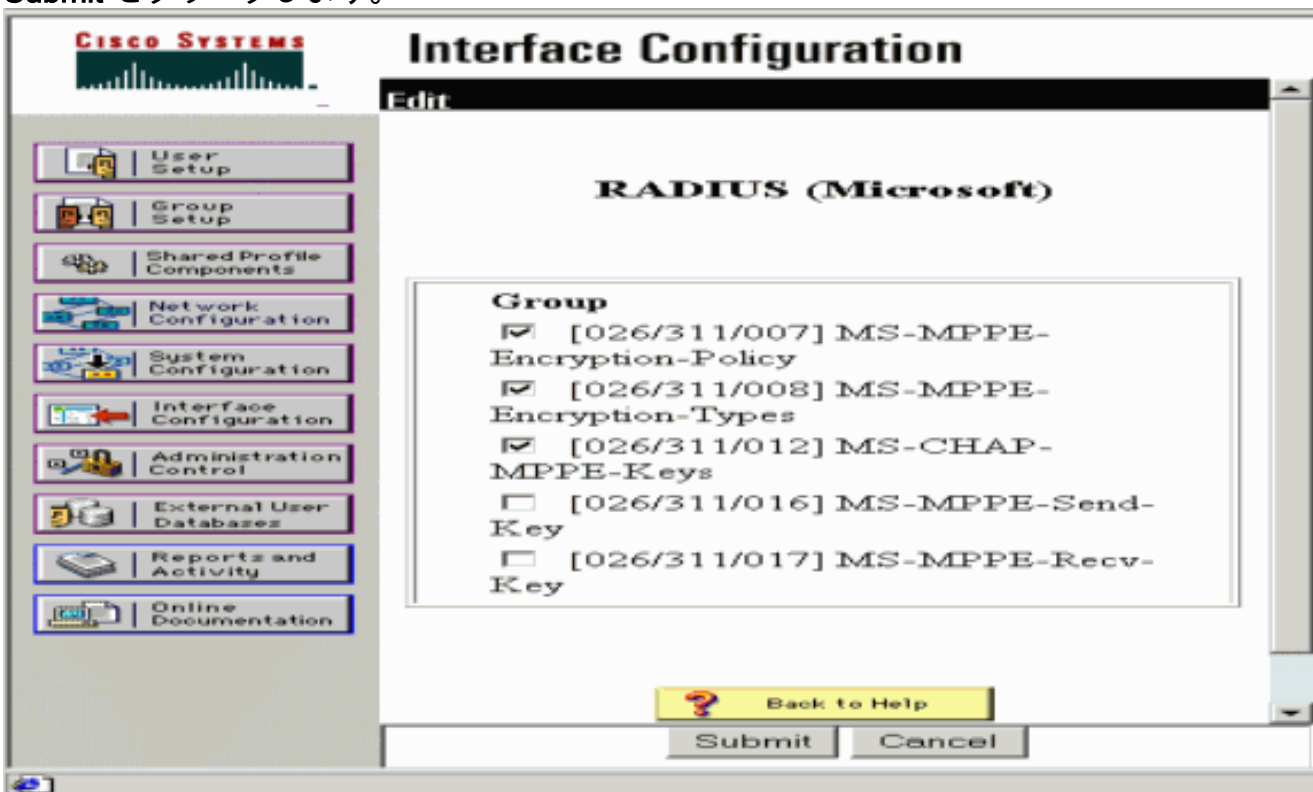 Submit をクリックします。
CISCO SYSTEMS
Interface Configuration
Edit
User
Setup
Group
Setup
Shared Profile
Components
Network
Configuration
System
Configuration
Interface
Configuration
Administration
Control
External User
Databases
Reports and
Activity
Online
Documentation
RADIUS (Microsoft)
Group
[026/311/007] MS-MPPE-
Encryption-Policy
[026/311/008] MS-MPPE-
Encryption-Types
[026/311/012] MS-CHAP-
MPPE-Keys
[026/311/016] MS-MPPE-Send-
Key
[026/311/017] MS-MPPE-Recv-
Key
Back to Help
Submit
Cancel